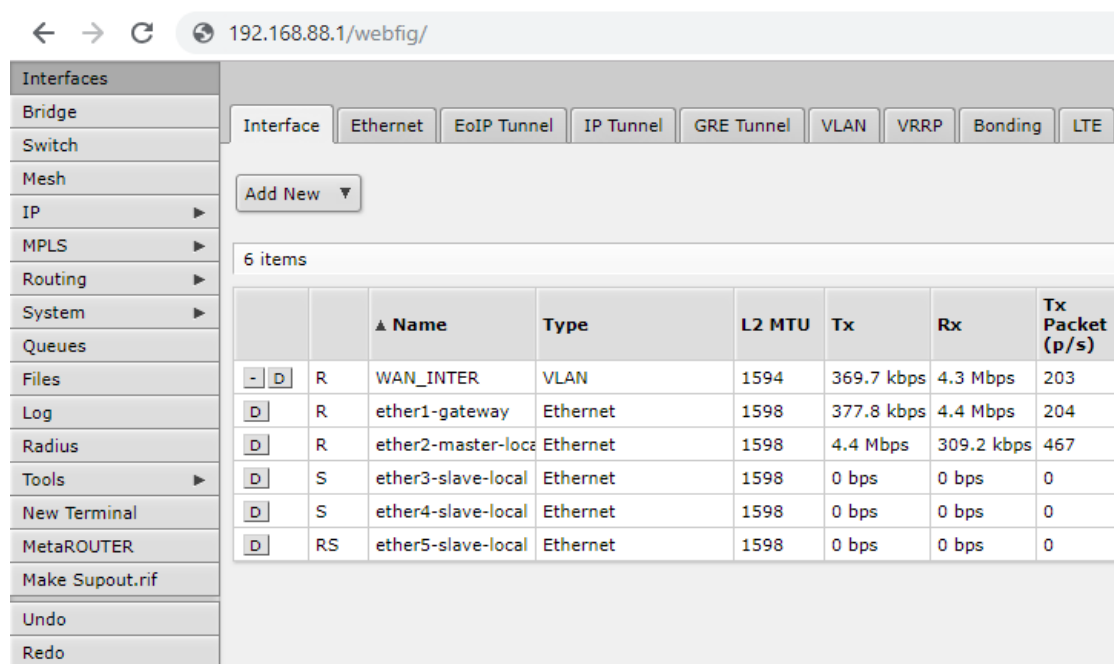 192.168.88.1/webfig/
Interfaces
Bridge
Switch
Mesh
IP
MPLS
Routing
System
Queues
Files
Log
Radius
Tools
New Terminal
MetaROUTER
Make Supout.rif
Undo
Redo
Interface Ethernet EoIP Tunnel IP Tunnel GRE Tunnel VLAN VRRP Bonding LTE
Add New
6 items
Name Type L2 MTU Tx Rx Tx Packet (p/s)
- D R WAN_INTER VLAN 1594 369.7 kbps 4.3 Mbps 203
D R ether1-gateway Ethernet 1598 377.8 kbps 4.4 Mbps 204
D R ether2-master-loca Ethernet 1598 4.4 Mbps 309.2 kbps 467
D S ether3-slave-local Ethernet 1598 0 bps 0 bps 0
D S ether4-slave-local Ethernet 1598 0 bps 0 bps 0
D RS ether5-slave-local Ethernet 1598 0 bps 0 bps 0